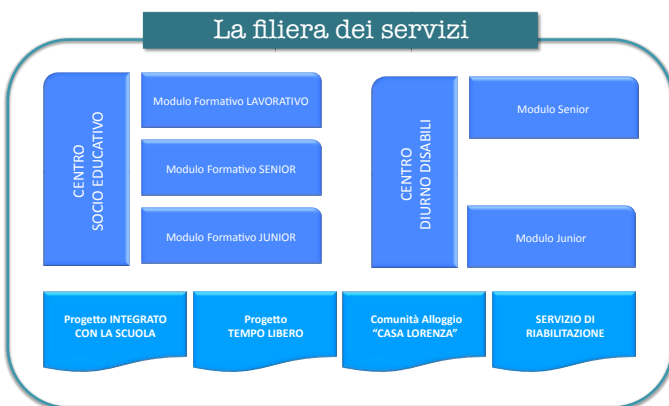 La filiera dei servizi
CENTRO
SOCIO EDUCATIVO
Modulo Formativo LAVORATIVO
Modulo Formativo SENIOR
Modulo Formativo JUNIOR
CENTRO
DIURNO DISABILI
Modulo Senior
Modulo Junior
Progetto INTEGRATO
CON LA SCUOLA
Progetto
TEMPO LIBERO
Comunità Alloggio
“CASA LORENZA”
SERVIZIO DI
RIABILITAZIONE